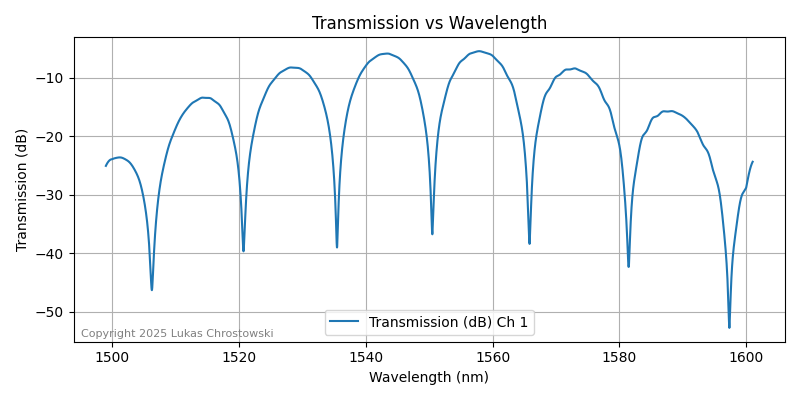 Transmission vs Wavelength
Transmission (dB)
−10
−20
−30
−40
−50
Transmission (dB) Ch 1
Copyright 2025 Lukas Chrostowski
1500
1520
1540
1560
1580
1600
Wavelength (nm)